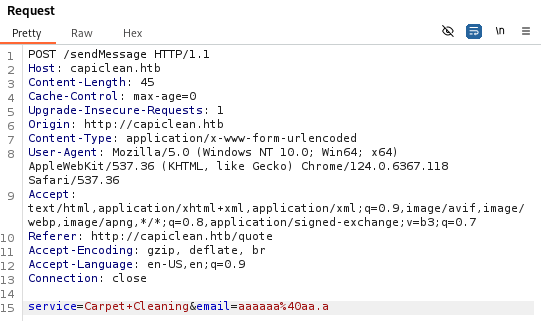 Request
Pretty Raw Hex \n
1 POST /sendMessage HTTP/1.1
2 Host: capiclean.htb
3 Content-Length: 45
4 Cache-Control: max-age=0
5 Upgrade-Insecure-Requests: 1
6 Origin: http://capiclean.htb
7 Content-Type: application/x-www-form-urlencoded
8 User-Agent: Mozilla/5.0 (Windows NT 10.0; Win64; x64)
AppleWebKit/537.36 (KHTML, like Gecko) Chrome/124.0.6367.118
Safari/537.36
9 Accept:
text/html,application/xhtml+xml,application/xml;q=0.9,image/avif,image/
webp,image/apng,*/*;q=0.8,application/signed-exchange;v=b3;q=0.7
10 Referer: http://capiclean.htb/quote
11 Accept-Encoding: gzip, deflate, br
12 Accept-Language: en-US,en;q=0.9
13 Connection: close
14
15 service=Carpet+Cleaning&email=aaaaaa%40aa.a